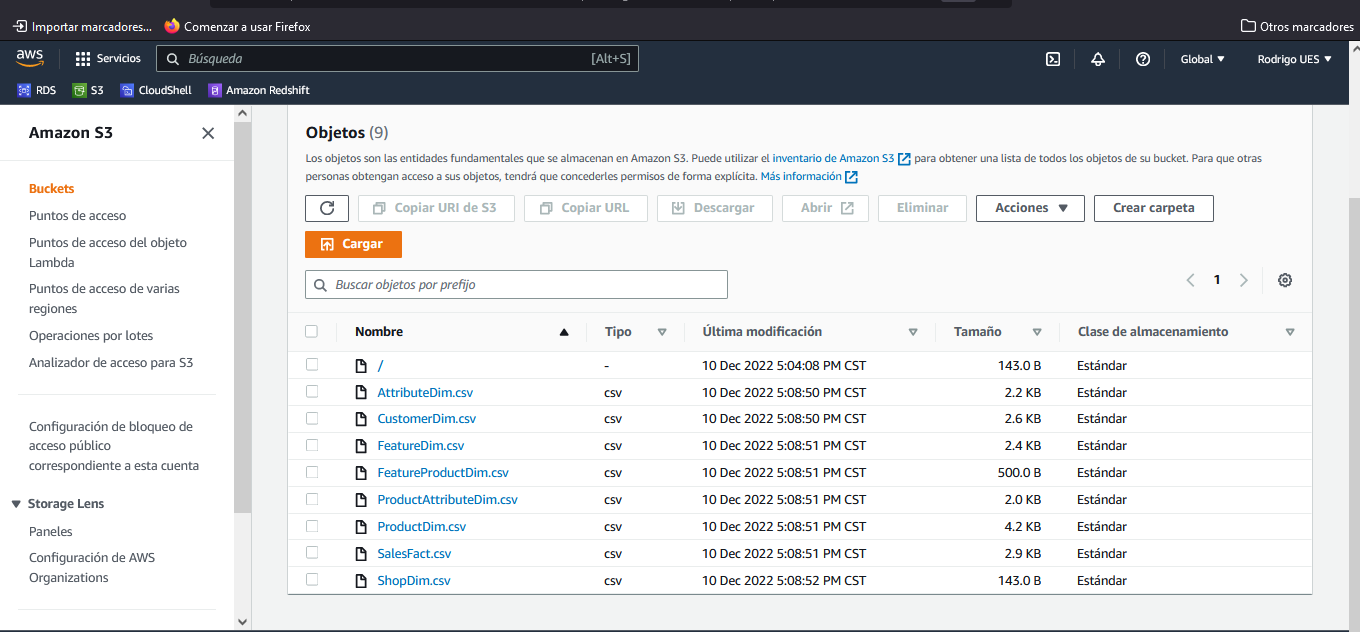 Importar marcadores... Comenzar a usar Firefox Otros marcadores
aws Servicios Búsqueda [Alt+S] Global Rodrigo UES
RDS S3 CloudShell Amazon Redshift
Amazon S3
Buckets
Puntos de acceso
Puntos de acceso del objeto
Lambda
Puntos de acceso de varias
regiones
Operaciones por lotes
Analizador de acceso para S3
Configuración de bloqueo de
acceso público
correspondiente a esta cuenta
Storage Lens
Paneles
Configuración de AWS
Organizations
Objetos (9)
Los objetos son las entidades fundamentales que se almacenan en Amazon S3. Puede utilizar el inventario de Amazon S3 para obtener una lista de todos los objetos de su bucket. Para que otras
personas obtengan acceso a sus objetos, tendrá que concederles permisos de forma explícita. Más información
Copiar URI de S3 Copiar URL Descargar Abrir Eliminar Acciones Crear carpeta
Cargar
Buscar objetos por prefijo 1
Nombre Tipo Última modificación Tamaño Clase de almacenamiento
/ - 10 Dec 2022 5:04:08 PM CST 143.0 B Estándar
AttributeDim.csv csv 10 Dec 2022 5:08:50 PM CST 2.2 KB Estándar
CustomerDim.csv csv 10 Dec 2022 5:08:50 PM CST 2.6 KB Estándar
FeatureDim.csv csv 10 Dec 2022 5:08:51 PM CST 2.4 KB Estándar
FeatureProductDim.csv csv 10 Dec 2022 5:08:51 PM CST 500.0 B Estándar
ProductAttributeDim.csv csv 10 Dec 2022 5:08:51 PM CST 2.0 KB Estándar
ProductDim.csv csv 10 Dec 2022 5:08:51 PM CST 4.2 KB Estándar
SalesFact.csv csv 10 Dec 2022 5:08:51 PM CST 2.9 KB Estándar
ShopDim.csv csv 10 Dec 2022 5:08:52 PM CST 143.0 B Estándar